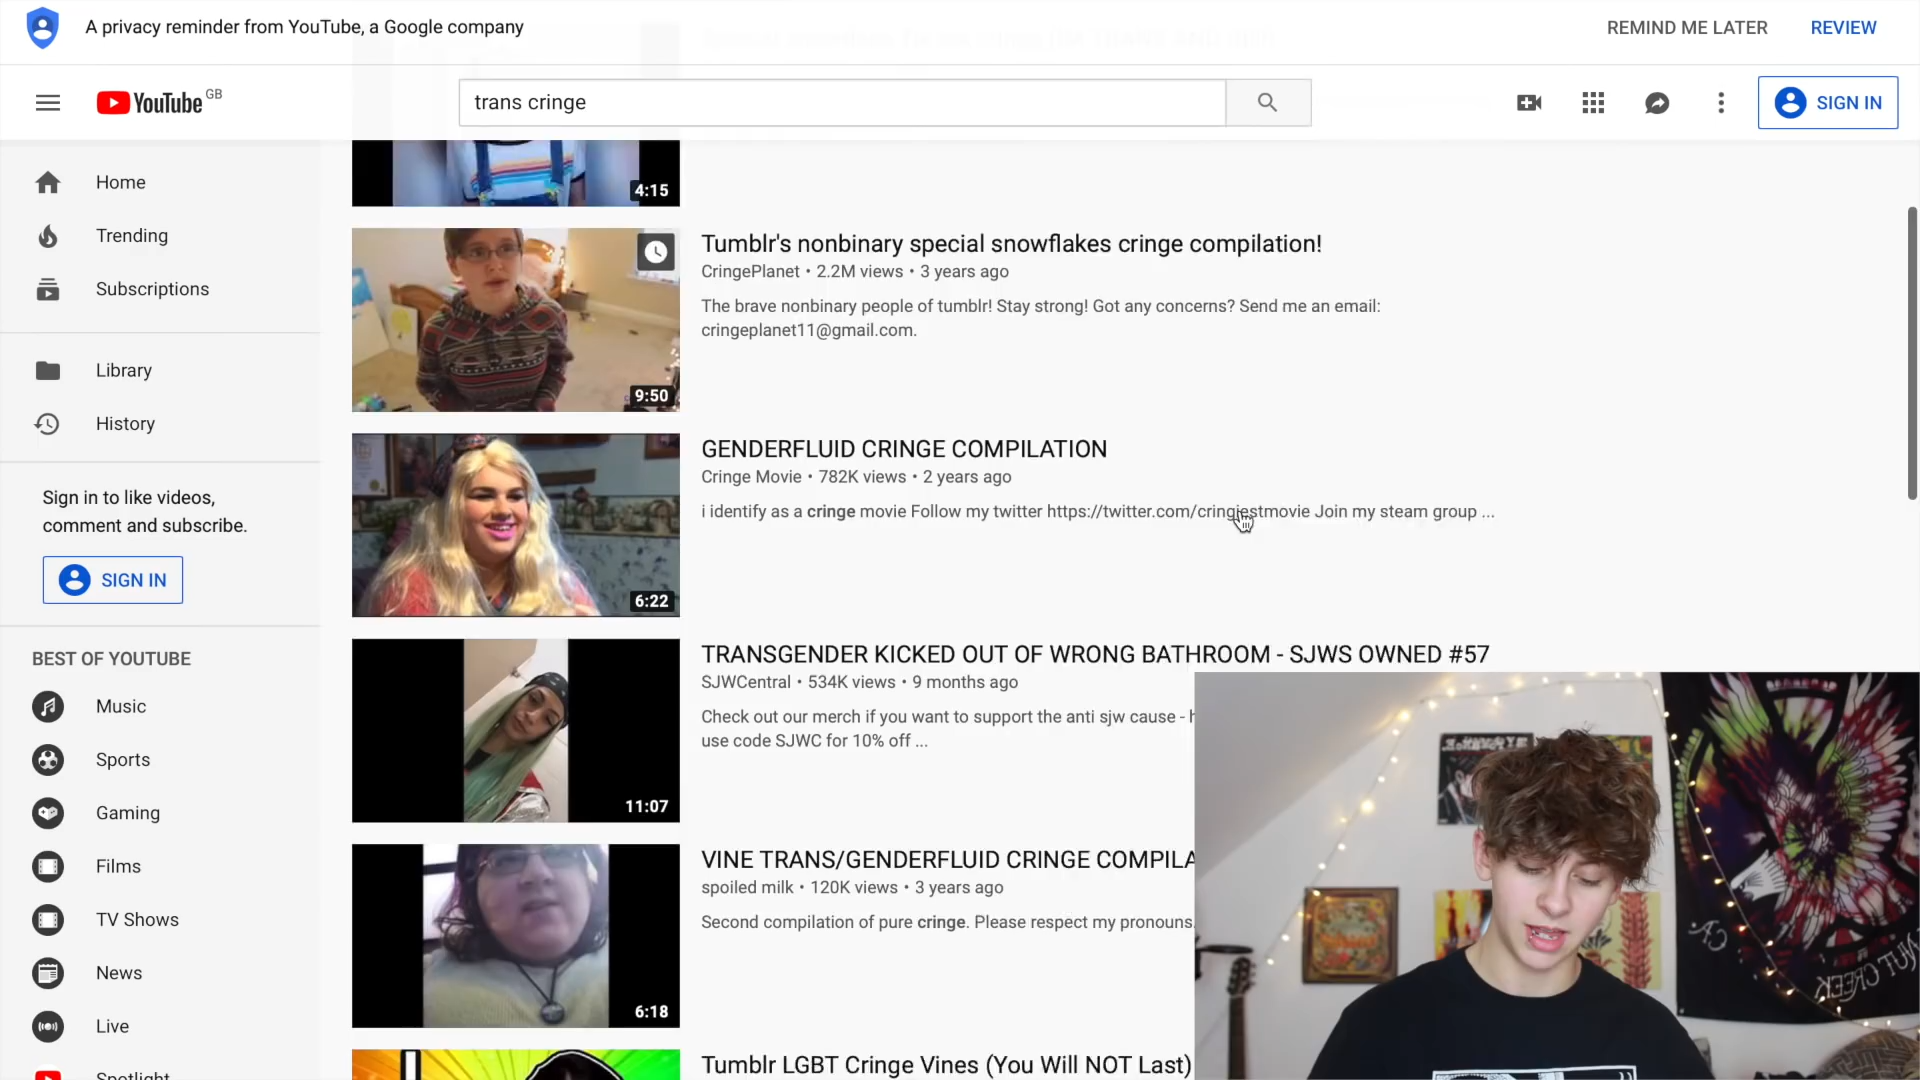 A privacy reminder from YouTube, a Google company
REMIND ME LATER
REVIEW
YouTube GB
trans cringe
SIGN IN
Home
Trending
Subscriptions
Library
History
Sign in to like videos,
comment and subscribe.
SIGN IN
BEST OF YOUTUBE
Music
Sports
Gaming
Films
TV Shows
News
Live
Spotlight
4:15
9:50
Tumblr's nonbinary special snowflakes cringe compilation!
CringePlanet • 2.2M views • 3 years ago
The brave nonbinary people of tumblr! Stay strong! Got any concerns? Send me an email:
cringeplanet11@gmail.com.
6:22
GENDERFLUID CRINGE COMPILATION
Cringe Movie • 782K views • 2 years ago
i identify as a cringe movie Follow my twitter https://twitter.com/cringiestmovie Join my steam group ...
11:07
TRANSGENDER KICKED OUT OF WRONG BATHROOM - SJWS OWNED #57
SJWCentral • 534K views • 9 months ago
Check out our merch if you want to support the anti sjw cause - h
use code SJWC for 10% off ...
6:18
VINE TRANS/GENDERFLUID CRINGE COMPILA
spoiled milk • 120K views • 3 years ago
Second compilation of pure cringe. Please respect my pronouns.
Tumblr LGBT Cringe Vines (You Will NOT Last)